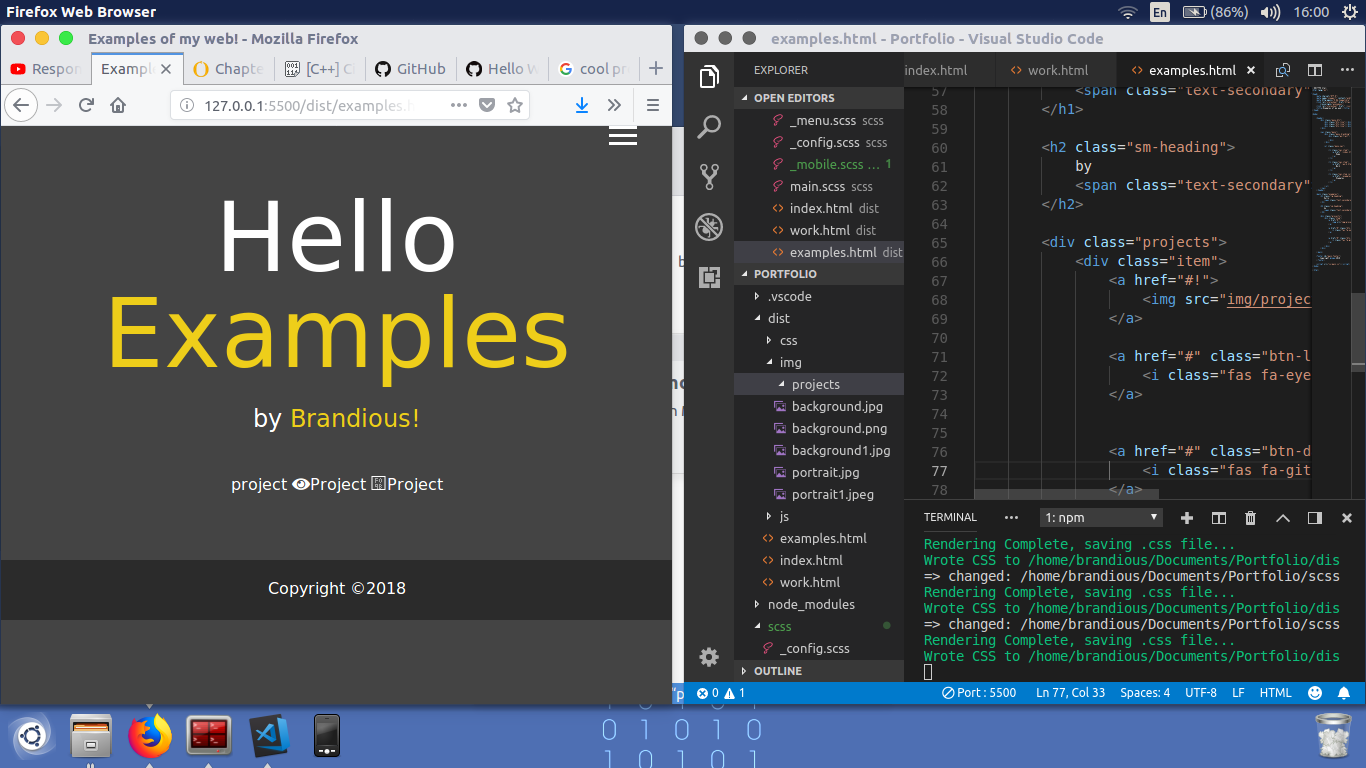 Firefox Web Browser
En
(86%)
16:00
Examples of my web! - Mozilla Firefox
Respon
Example
Chapte
[C++] C
GitHub
Hello W
cool pr
127.0.0.1:5500/dist/examples.h
Hello
Examples
by Brandious!
project Project Project
Copyright ©2018
examples.html - Portfolio - Visual Studio Code
EXPLORER
OPEN EDITORS
_menu.scss scss
_config.scss scss
_mobile.scss ... 1
main.scss scss
index.html dist
work.html dist
examples.html dist
PORTFOLIO
.vscode
dist
css
img
projects
background.jpg
background.png
background1.jpg
portrait.jpg
portrait1.jpeg
js
examples.html
index.html
work.html
node_modules
scss
_config.scss
OUTLINE
index.html
work.html
examples.html
57 <span class="text-secondary"
58 </h1>
59
60 <h2 class="sm-heading">
61 by
62 <span class="text-secondary"
63 </h2>
64
65 <div class="projects">
66 <div class="item">
67 <a href="#!">
68 <img src="img/projec
69 </a>
70
71 <a href="#" class="btn-l
72 <i class="fas fa-eye
73 </a>
74
75
76 <a href="#" class="btn-d
77 <i class="fas fa-git
78 </a>
TERMINAL
1: npm
Rendering Complete, saving .css file...
Wrote CSS to /home/brandious/Documents/Portfolio/dis
=> changed: /home/brandious/Documents/Portfolio/scss
Rendering Complete, saving .css file...
Wrote CSS to /home/brandious/Documents/Portfolio/dis
=> changed: /home/brandious/Documents/Portfolio/scss
Rendering Complete, saving .css file...
Wrote CSS to /home/brandious/Documents/Portfolio/dis
0 1
Port : 5500
Ln 77, Col 33
Spaces: 4
UTF-8
LF
HTML
0 1 0 1 0